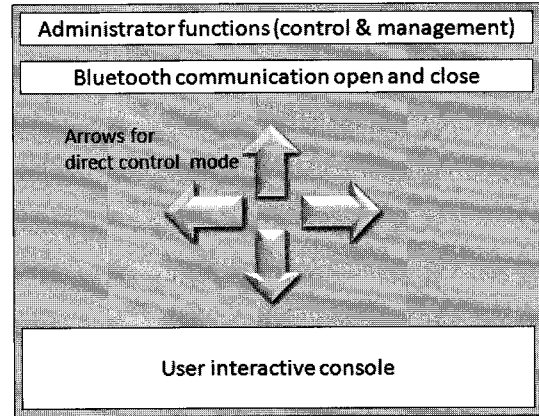 Administrator functions (control & management)
Bluetooth communication open and close
Arrows for
direct control mode
User interactive console